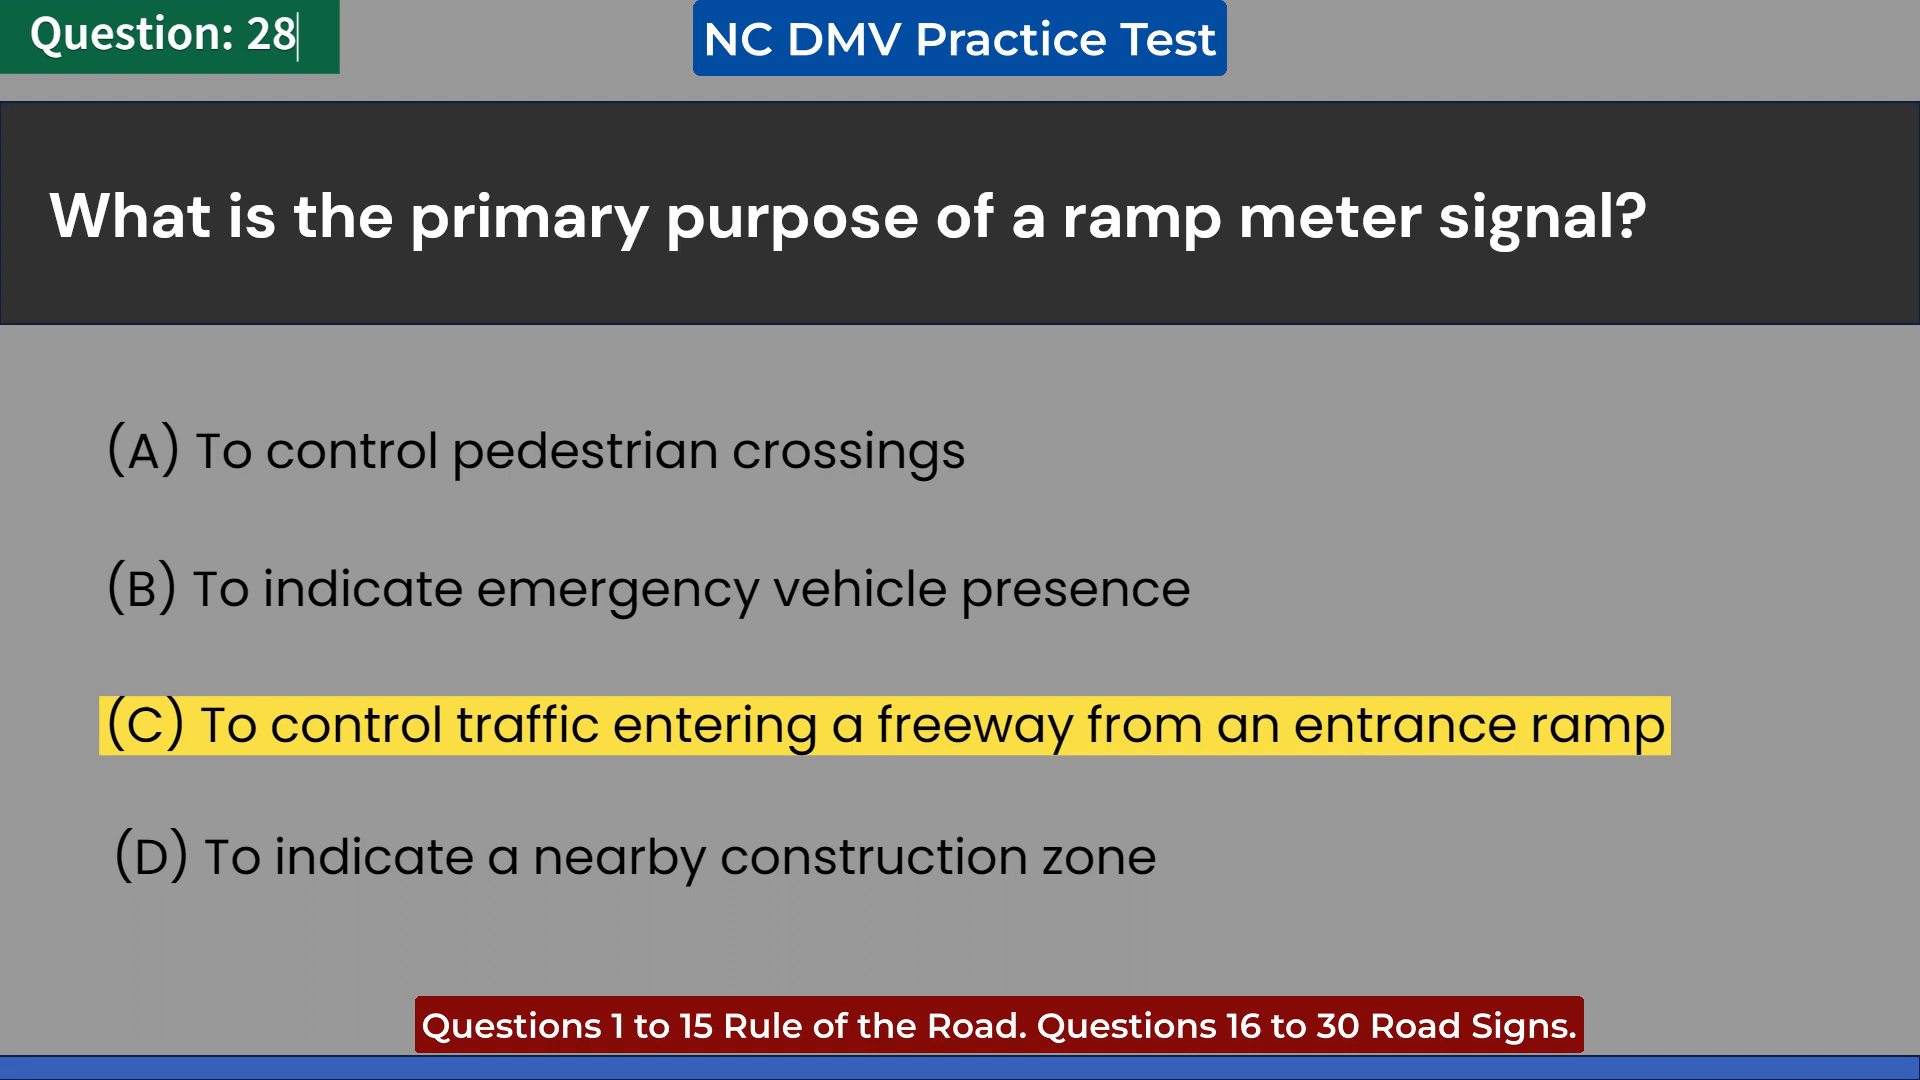 Question: 28
NC DMV Practice Test
What is the primary purpose of a ramp meter signal?
(A) To control pedestrian crossings
(B) To indicate emergency vehicle presence
(C) To control traffic entering a freeway from an entrance ramp
(D) To indicate a nearby construction zone
Questions 1 to 15 Rule of the Road. Questions 16 to 30 Road Signs.